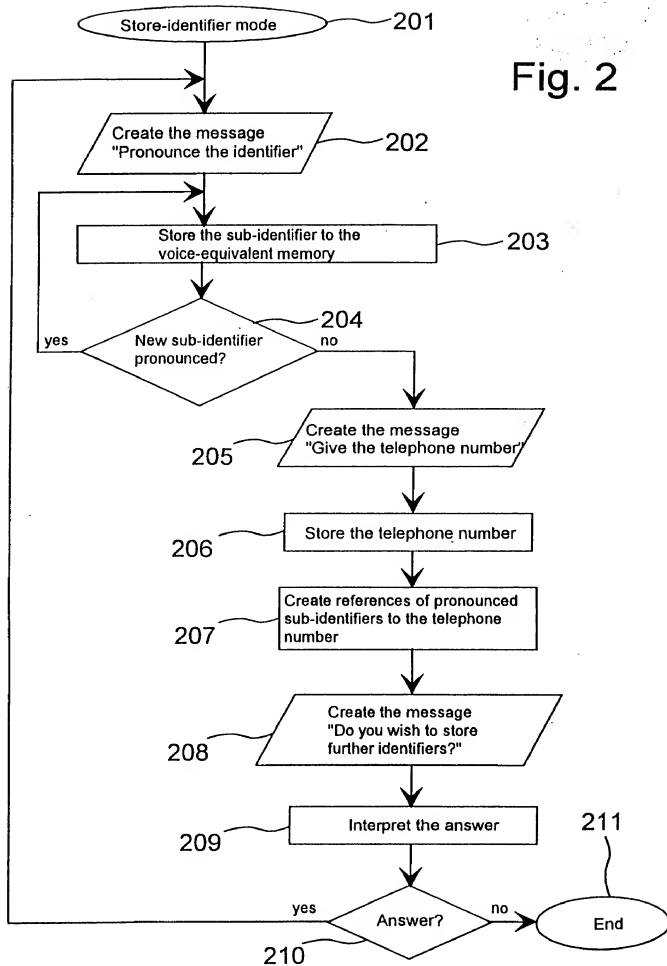 Store-identifier mode
201
Fig. 2
Create the message
"Pronounce the identifier"
202
Store the sub-identifier to the
voice-equivalent memory
203
204
New sub-identifier
pronounced?
yes
no
Create the message
"Give the telephone number"
205
Store the telephone number
206
Create references of pronounced
sub-identifiers to the telephone
number
207
Create the message
"Do you wish to store
further identifiers?"
208
Interpret the answer
209
211
yes
Answer?
no
End
210